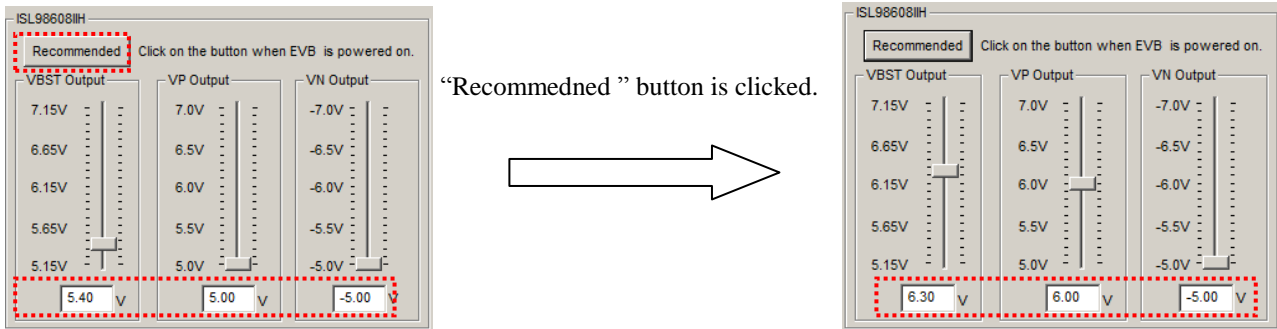 ISL98608IIH
Recommended Click on the button when EVB is powered on.
VBST Output VP Output VN Output
7.15V 7.0V -7.0V
6.65V 6.5V -6.5V
6.15V 6.0V -6.0V
5.65V 5.5V -5.5V
5.15V 5.0V -5.0V
5.40 V 5.00 V -5.00 V
“Recommedned ” button is clicked.
ISL98608IIH
Recommended Click on the button when EVB is powered on.
VBST Output VP Output VN Output
7.15V 7.0V -7.0V
6.65V 6.5V -6.5V
6.15V 6.0V -6.0V
5.65V 5.5V -5.5V
5.15V 5.0V -5.0V
6.30 V 6.00 V -5.00 V